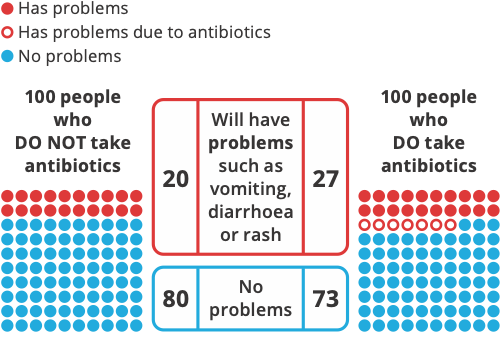 Has problems
Has problems due to antibiotics
No problems
100 people
who
DO NOT take
antibiotics
20
Will have
problems
such as
vomiting,
diarrhoea
or rash
27
80
No
problems
73
100 people
who
DO take
antibiotics